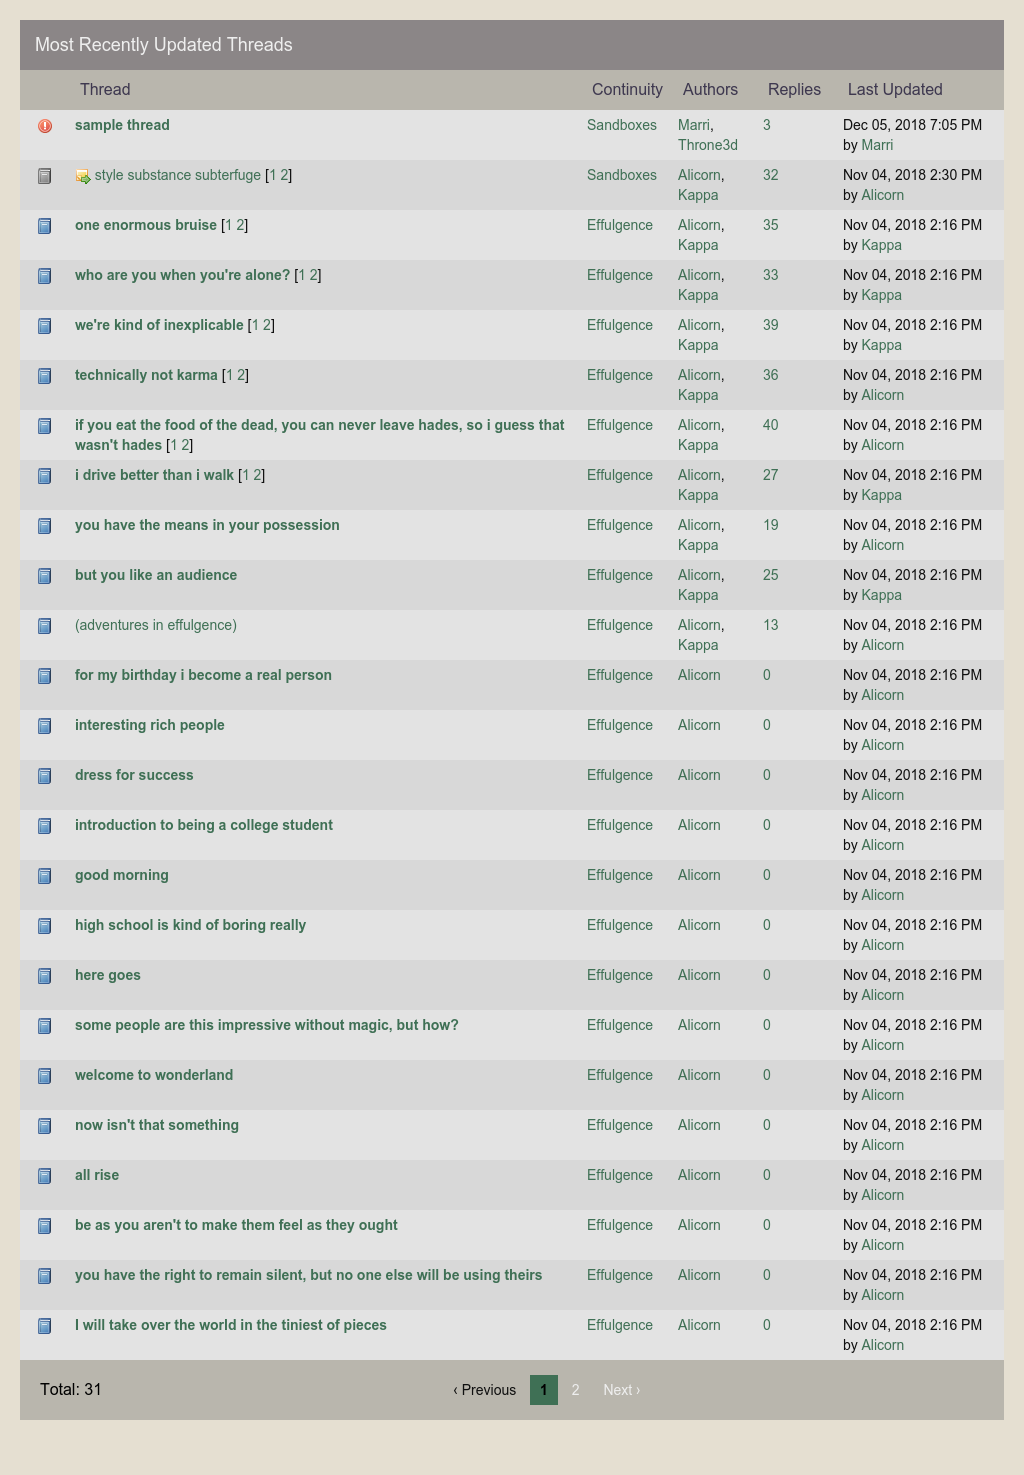 Most Recently Updated Threads
Thread Continuity Authors Replies Last Updated
sample thread Sandboxes Marri, 3 Dec 05, 2018 7:05 PM
Throne3d by Marri
style substance subterfuge [1 2] Sandboxes Alicorn, 32 Nov 04, 2018 2:30 PM
Kappa by Alicorn
one enormous bruise [1 2] Effulgence Alicorn, 35 Nov 04, 2018 2:16 PM
Kappa by Kappa
who are you when you're alone? [1 2] Effulgence Alicorn, 33 Nov 04, 2018 2:16 PM
Kappa by Kappa
we're kind of inexplicable [1 2] Effulgence Alicorn, 39 Nov 04, 2018 2:16 PM
Kappa by Kappa
technically not karma [1 2] Effulgence Alicorn, 36 Nov 04, 2018 2:16 PM
Kappa by Alicorn
if you eat the food of the dead, you can never leave hades, so i guess that Effulgence Alicorn, 40 Nov 04, 2018 2:16 PM
wasn't hades [1 2] Kappa by Alicorn
i drive better than i walk [1 2] Effulgence Alicorn, 27 Nov 04, 2018 2:16 PM
Kappa by Kappa
you have the means in your possession Effulgence Alicorn, 19 Nov 04, 2018 2:16 PM
Kappa by Alicorn
but you like an audience Effulgence Alicorn, 25 Nov 04, 2018 2:16 PM
Kappa by Kappa
(adventures in effulgence) Effulgence Alicorn, 13 Nov 04, 2018 2:16 PM
Kappa by Alicorn
for my birthday i become a real person Effulgence Alicorn 0 Nov 04, 2018 2:16 PM
by Alicorn
interesting rich people Effulgence Alicorn 0 Nov 04, 2018 2:16 PM
by Alicorn
dress for success Effulgence Alicorn 0 Nov 04, 2018 2:16 PM
by Alicorn
introduction to being a college student Effulgence Alicorn 0 Nov 04, 2018 2:16 PM
by Alicorn
good morning Effulgence Alicorn 0 Nov 04, 2018 2:16 PM
by Alicorn
high school is kind of boring really Effulgence Alicorn 0 Nov 04, 2018 2:16 PM
by Alicorn
here goes Effulgence Alicorn 0 Nov 04, 2018 2:16 PM
by Alicorn
some people are this impressive without magic, but how? Effulgence Alicorn 0 Nov 04, 2018 2:16 PM
by Alicorn
welcome to wonderland Effulgence Alicorn 0 Nov 04, 2018 2:16 PM
by Alicorn
now isn't that something Effulgence Alicorn 0 Nov 04, 2018 2:16 PM
by Alicorn
all rise Effulgence Alicorn 0 Nov 04, 2018 2:16 PM
by Alicorn
be as you aren't to make them feel as they ought Effulgence Alicorn 0 Nov 04, 2018 2:16 PM
by Alicorn
you have the right to remain silent, but no one else will be using theirs Effulgence Alicorn 0 Nov 04, 2018 2:16 PM
by Alicorn
I will take over the world in the tiniest of pieces Effulgence Alicorn 0 Nov 04, 2018 2:16 PM
by Alicorn
Total: 31 ‹ Previous 1 2 Next ›